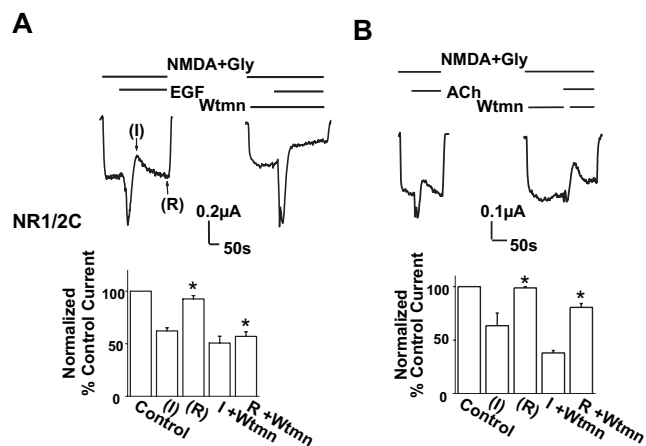 A
NMDA+Gly
EGF
Wtmn
(I)
(R)
NR1/2C
0.2µA
50s
Normalized
% Control Current
100
50
0
*
*
Control
(I)
(R)
I +Wtmn
R +Wtmn
B
NMDA+Gly
ACh
Wtmn
0.1µA
50s
Normalized
% Control Current
100
50
0
*
*
Control
(I)
(R)
I +Wtmn
R +Wtmn